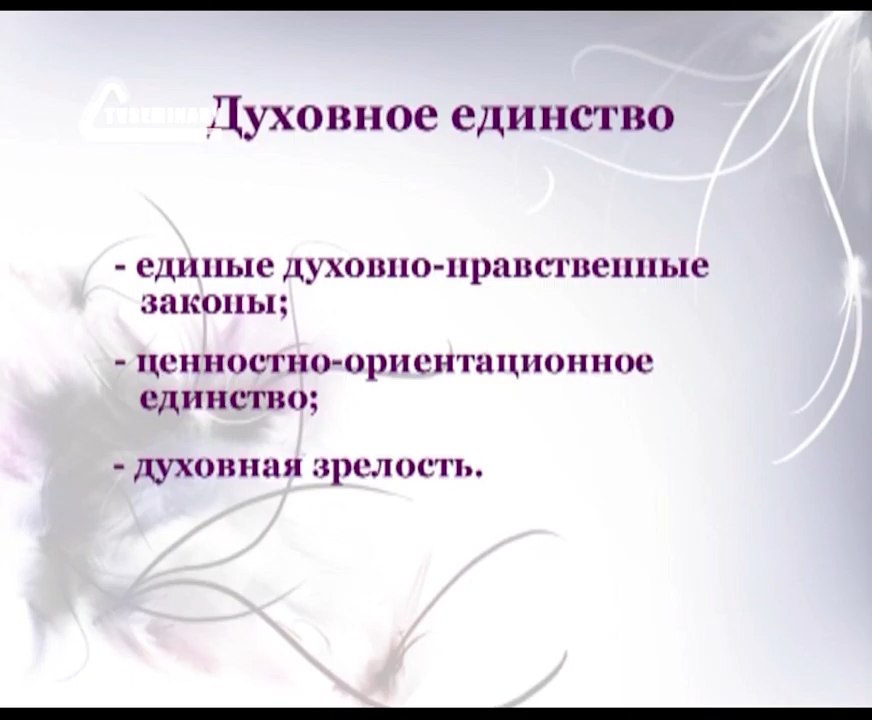 Духовное единство
- единые духовно-нравственные
законы;
- ценностно-ориентационное
единство;
- духовная зрелость.